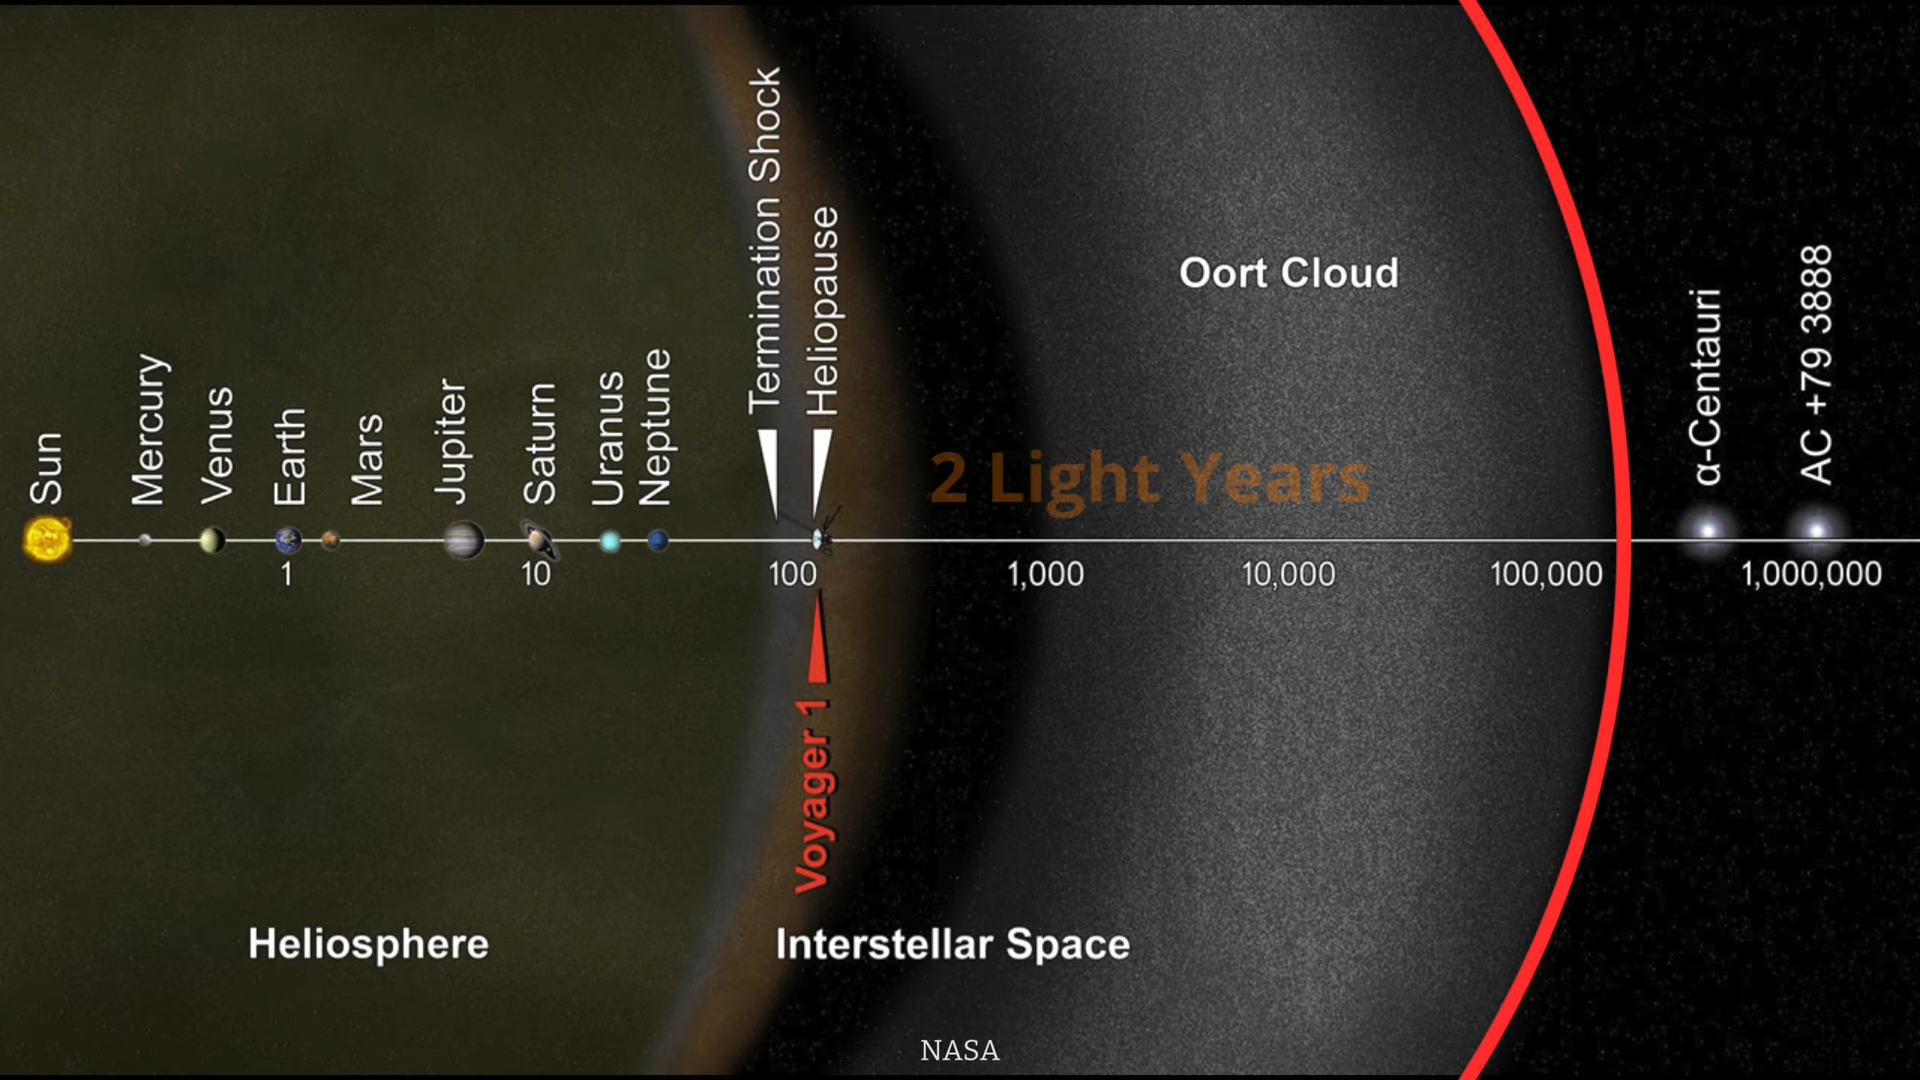 Sun
Mercury
Venus
Earth
Mars
Jupiter
Saturn
Uranus
Neptune
Termination Shock
Heliopause
Oort Cloud
α-Centauri
AC +79 3888
2 Light Years
1
10
100
1,000
10,000
100,000
1,000,000
Voyager 1
Heliosphere
Interstellar Space
NASA